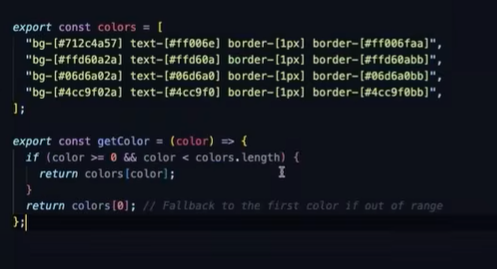 export const colors = [
"bg-[#712c4a57] text-[#ff006e] border-[1px] border-[#ff006faa]",
"bg-[#ffd60a2a] text-[#ffd60a] border-[1px] border-[#ffd60abb]",
"bg-[#06d6a02a] text-[#06d6a0] border-[1px] border-[#06d6a0bb]",
"bg-[#4cc9f02a] text-[#4cc9f0] border-[1px] border-[#4cc9f0bb]",
];
export const getColor = (color) => {
if (color >= 0 && color < colors.length) {
return colors[color];
}
return colors[0]; // Fallback to the first color if out of range
};